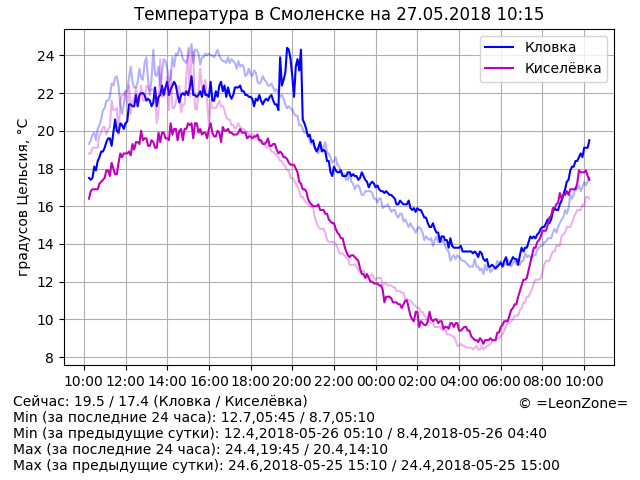 Температура в Смоленске на 27.05.2018 10:15
Кловка
Киселёвка
градусов Цельсия, °C
24
22
20
18
16
14
12
10
8
10:00 12:00 14:00 16:00 18:00 20:00 22:00 00:00 02:00 04:00 06:00 08:00 10:00
Сейчас: 19.5 / 17.4 (Кловка / Киселёвка)
© =LeonZone=
Min (за последние 24 часа): 12.7,05:45 / 8.7,05:10
Min (за предыдущие сутки): 12.4,2018-05-26 05:10 / 8.4,2018-05-26 04:40
Max (за последние 24 часа): 24.4,19:45 / 20.4,14:10
Max (за предыдущие сутки): 24.6,2018-05-25 15:10 / 24.4,2018-05-25 15:00